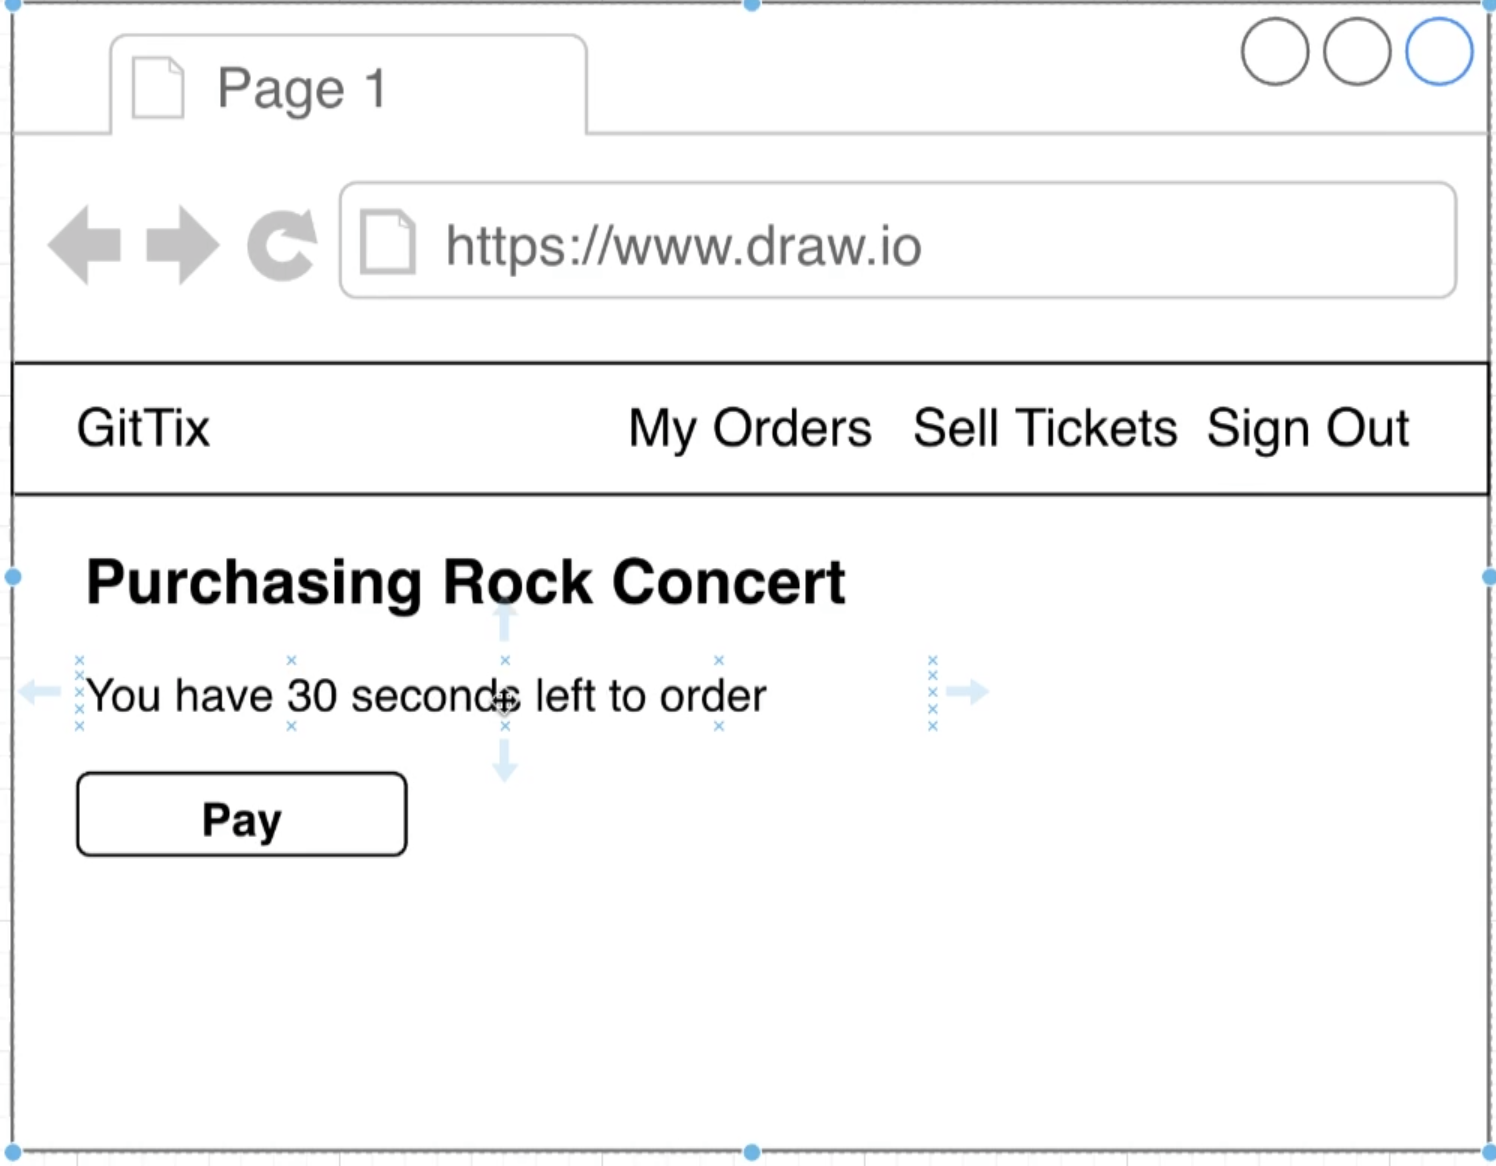 Page 1
https://www.draw.io
GitTix My Orders Sell Tickets Sign Out
Purchasing Rock Concert
You have 30 seconds left to order
Pay